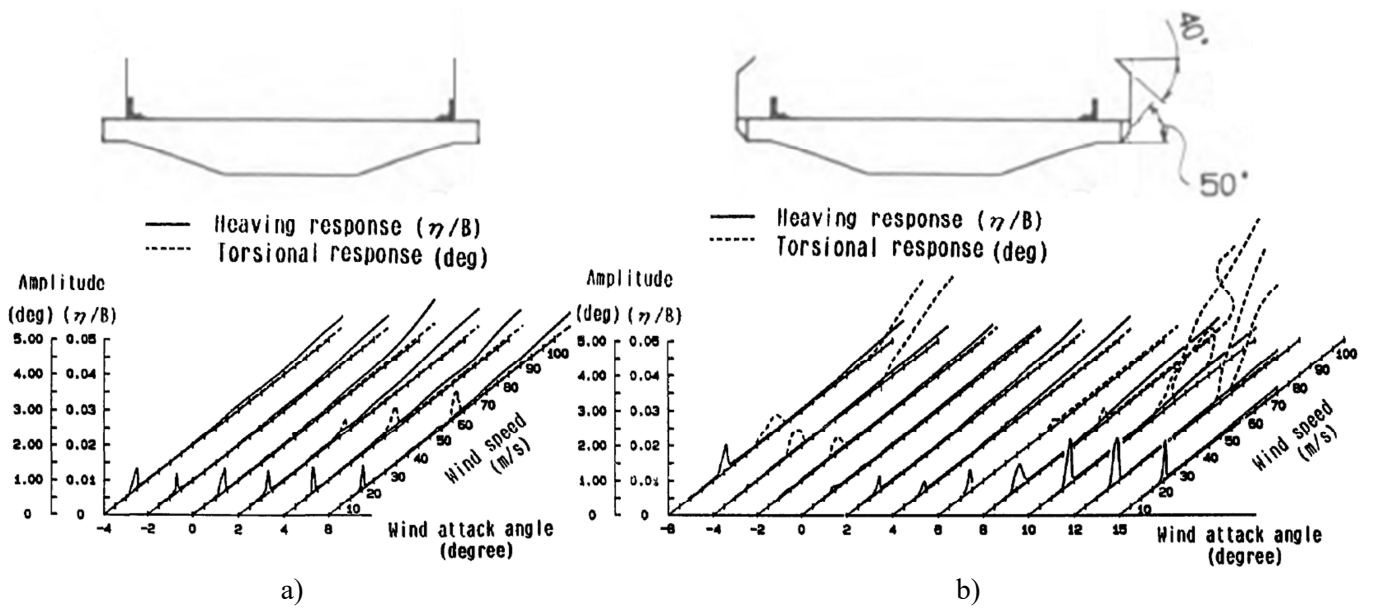 40°
50°
Heaving response (η/B)
Torsional response (deg)
Amplitude
(deg) (η/B)
5.00 0.05
4.00 0.04
3.00 0.03
2.00 0.02
1.00 0.01
0 0
-4 -2 0 2 4 8
10 20 30 40 50 60 70 80 90 100
Wind speed
(m/s)
Wind attack angle
(degree)
a)
Heaving response (η/B)
Torsional response (deg)
Amplitude
(deg) (η/B)
5.00 0.05
4.00 0.04
3.00 0.03
2.00 0.02
1.00 0.01
0 0
-6 -4 -2 0 2 4 6 8 10 12 15
10 20 30 40 50 60 70 80 90 100
Wind speed
(m/s)
Wind attack angle
(degree)
b)